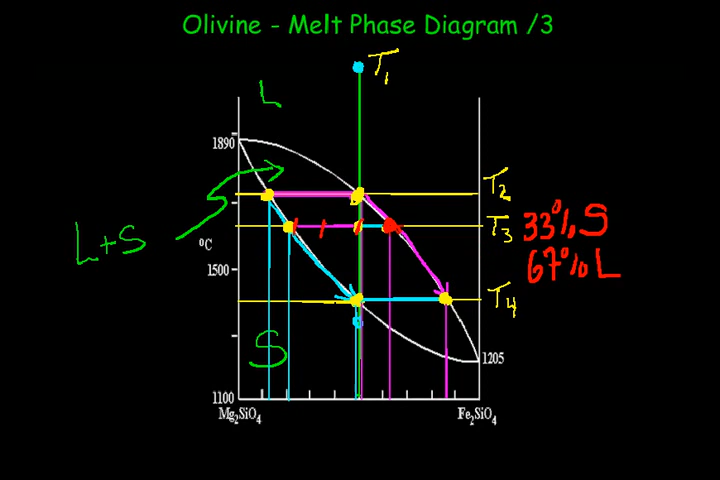 Olivine - Melt Phase Diagram /3
T₁
L
1890
T₂
L+S
T₃
33% S
°C
67% L
1500
T₄
S
1205
1100
Mg₂SiO₄
Fe₂SiO₄